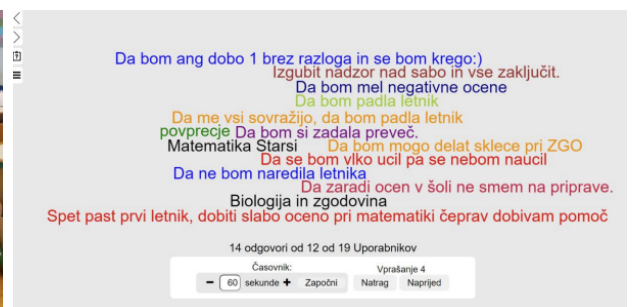 Da bom ang dobo 1 brez razloga in se bom krego:)
Izgubit nadzor nad sabo in vse zaključit.
Da bom mel negativne ocene
Da bom padla letnik
Da me vsi sovražijo, da bom padla letnik
povprecje Da bom si zadala preveč.
Matematika Starsi Da bom mogo delat sklece pri ZGO
Da se bom vlko ucil pa se nebom naucil
Da ne bom naredila letnika
Da zaradi ocen v šoli ne smem na priprave.
Biologija in zgodovina
Spet past prvi letnik, dobiti slabo oceno pri matematiki čeprav dobivam pomoč
14 odgovori od 12 od 19 Uporabnikov
Časovnik: Vprašanje 4
− 60 sekunde + Započni Natrag Naprijed